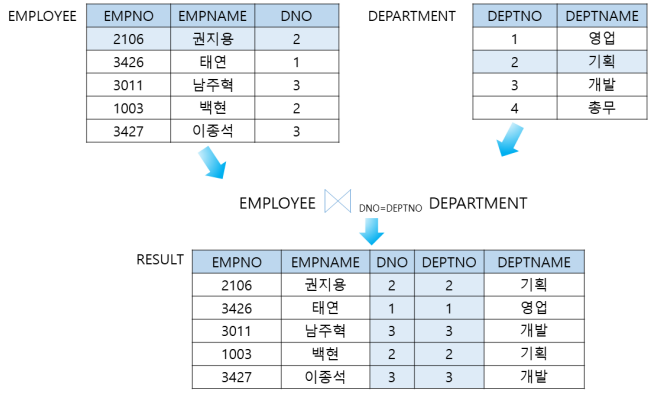 EMPLOYEE
EMPNO EMPNAME DNO
2106 권지용 2
3426 태연 1
3011 남주혁 3
1003 백현 2
3427 이종석 3
DEPARTMENT
DEPTNO DEPTNAME
1 영업
2 기획
3 개발
4 총무
EMPLOYEE ⋈ DNO=DEPTNO DEPARTMENT
RESULT
EMPNO EMPNAME DNO DEPTNO DEPTNAME
2106 권지용 2 2 기획
3426 태연 1 1 영업
3011 남주혁 3 3 개발
1003 백현 2 2 기획
3427 이종석 3 3 개발